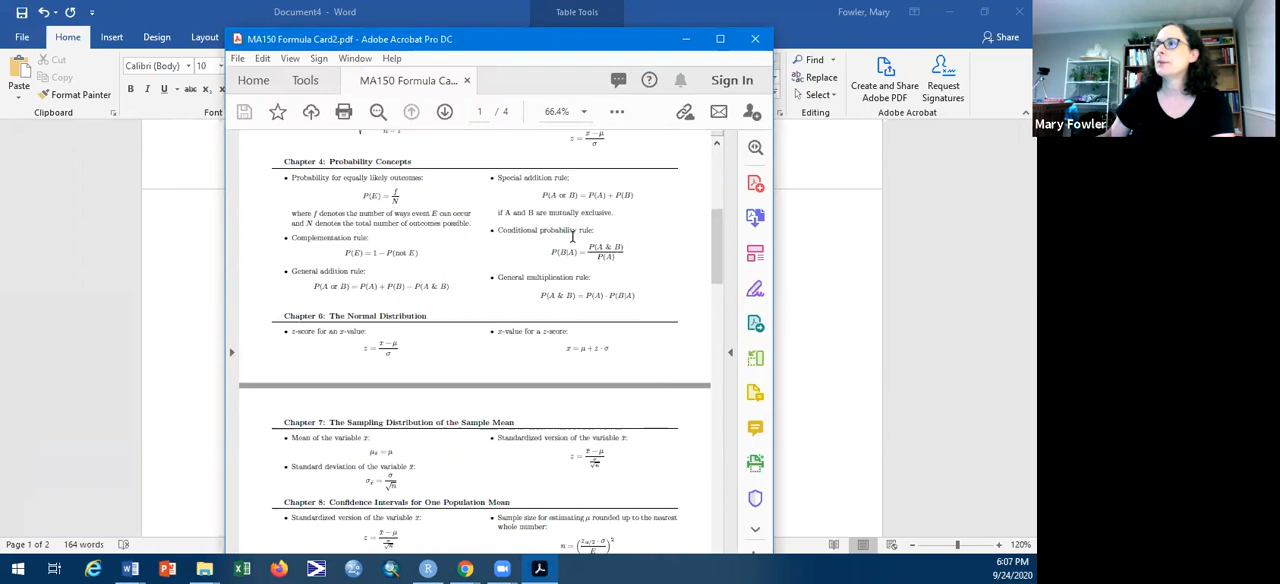 Document4 - Word
Table Tools
Fowler, Mary
File
Home
Insert
Design
Layout
Share
Paste
Cut
Copy
Format Painter
Clipboard
Calibri (Body)
10
B I U abc x
Font
Find
Replace
Select
Editing
Create and Share
Adobe PDF
Request
Signatures
Adobe Acrobat
MA150 Formula Card2.pdf - Adobe Acrobat Pro DC
File Edit View Sign Window Help
Home
Tools
MA150 Formula Ca...
Sign In
1 / 4
66.4%
n − 1
z = x − μ / σ
Chapter 4: Probability Concepts
• Probability for equally likely outcomes:
P(E) = f / N
where f denotes the number of ways event E can occur
and N denotes the total number of outcomes possible.
• Complementation rule:
P(E) = 1 − P(not E)
• General addition rule:
P(A or B) = P(A) + P(B) − P(A & B)
• Special addition rule:
P(A or B) = P(A) + P(B)
if A and B are mutually exclusive.
• Conditional probability rule:
P(B|A) = P(A & B) / P(A)
• General multiplication rule:
P(A & B) = P(A) · P(B|A)
Chapter 6: The Normal Distribution
• z-score for an x-value:
z = x − μ / σ
• x-value for a z-score:
x = μ + z · σ
Chapter 7: The Sampling Distribution of the Sample Mean
• Mean of the variable x̄:
μx̄ = μ
• Standard deviation of the variable x̄:
σx̄ = σ / √n
• Standardized version of the variable x̄:
z = x̄ − μ / σ/√n
Chapter 8: Confidence Intervals for One Population Mean
• Standardized version of the variable x̄:
z = x̄ − μ / σ/√n
• Sample size for estimating μ rounded up to the nearest
whole number:
n = (zα/2 · σ / E)²
Mary Fowler
Page 1 of 2
164 words
120%
6:07 PM
9/24/2020